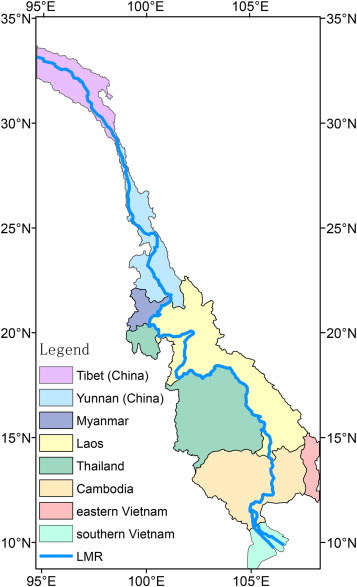 95°E 100°E 105°E
35°N 35°N
30°N 30°N
25°N 25°N
20°N 20°N
Legend
Tibet (China)
Yunnan (China)
Myanmar
Laos
15°N 15°N
Thailand
Cambodia
eastern Vietnam
southern Vietnam
10°N 10°N
LMR
95°E 100°E 105°E